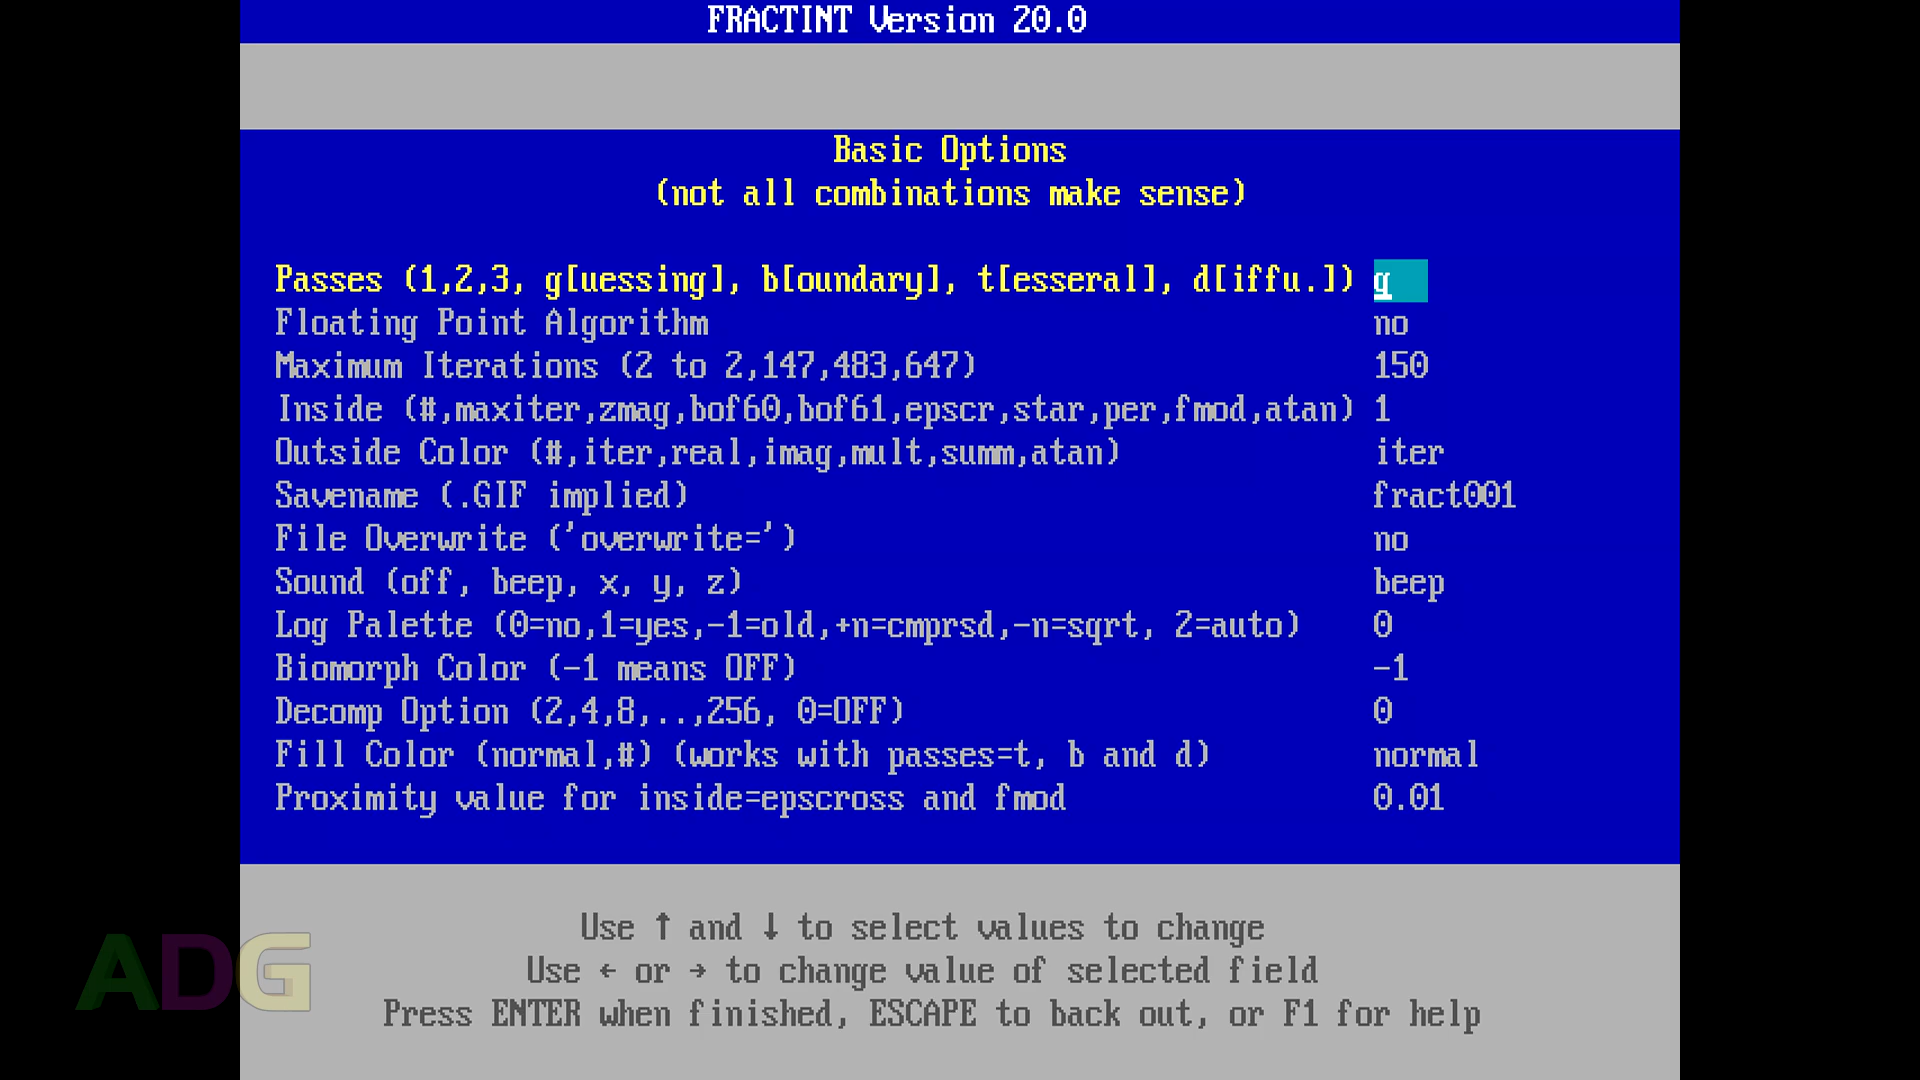 FRACTINT Version 20.0
Basic Options
(not all combinations make sense)
Passes (1,2,3, g[uessing], b[oundary], t[esseral], d[iffu.]) g
Floating Point Algorithm no
Maximum Iterations (2 to 2,147,483,647) 150
Inside (#,maxiter,zmag,bof60,bof61,epscr,star,per,fmod,atan) 1
Outside Color (#,iter,real,imag,mult,summ,atan) iter
Savename (.GIF implied) fract001
File Overwrite ('overwrite=') no
Sound (off, beep, x, y, z) beep
Log Palette (0=no,1=yes,-1=old,+n=cmprsd,-n=sqrt, 2=auto) 0
Biomorph Color (-1 means OFF) -1
Decomp Option (2,4,8,..,256, 0=OFF) 0
Fill Color (normal,#) (works with passes=t, b and d) normal
Proximity value for inside=epscross and fmod 0.01
Use ↑ and ↓ to select values to change
Use ← or → to change value of selected field
Press ENTER when finished, ESCAPE to back out, or F1 for help
ADG